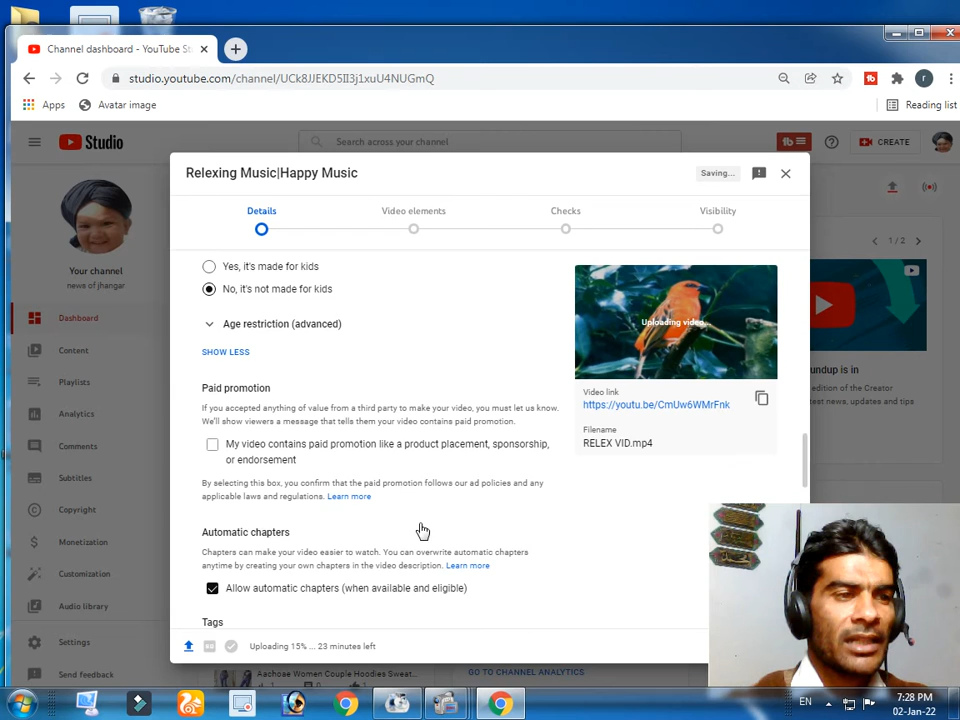 Channel dashboard - YouTube St
studio.youtube.com/channel/UCk8JJEKD5II3j1xuU4NUGmQ
r
Apps
Avatar image
Reading list
Studio
Search across your channel
CREATE
Relexing Music|Happy Music
Saving...
Details
Video elements
Checks
Visibility
1 / 2
Your channel
news of jhangar
Dashboard
Content
Playlists
Analytics
Comments
Subtitles
Copyright
Monetization
Customization
Audio library
Settings
Send feedback
Yes, it's made for kids
No, it's not made for kids
Age restriction (advanced)
SHOW LESS
Paid promotion
If you accepted anything of value from a third party to make your video, you must let us know.
We'll show viewers a message that tells them your video contains paid promotion.
My video contains paid promotion like a product placement, sponsorship,
or endorsement
By selecting this box, you confirm that the paid promotion follows our ad policies and any
applicable laws and regulations. Learn more
Automatic chapters
Chapters can make your video easier to watch. You can overwrite automatic chapters
anytime by creating your own chapters in the video description. Learn more
Allow automatic chapters (when available and eligible)
Tags
Uploading video...
Video link
https://youtu.be/CmUw6WMrFnk
Filename
RELEX VID.mp4
undup is in
edition of the Creator
test news, updates and tips
Uploading 15% ... 23 minutes left
Aachose Women Couple Hoodies Sweat...
GO TO CHANNEL ANALYTICS
EN
7:28 PM
02-Jan-22